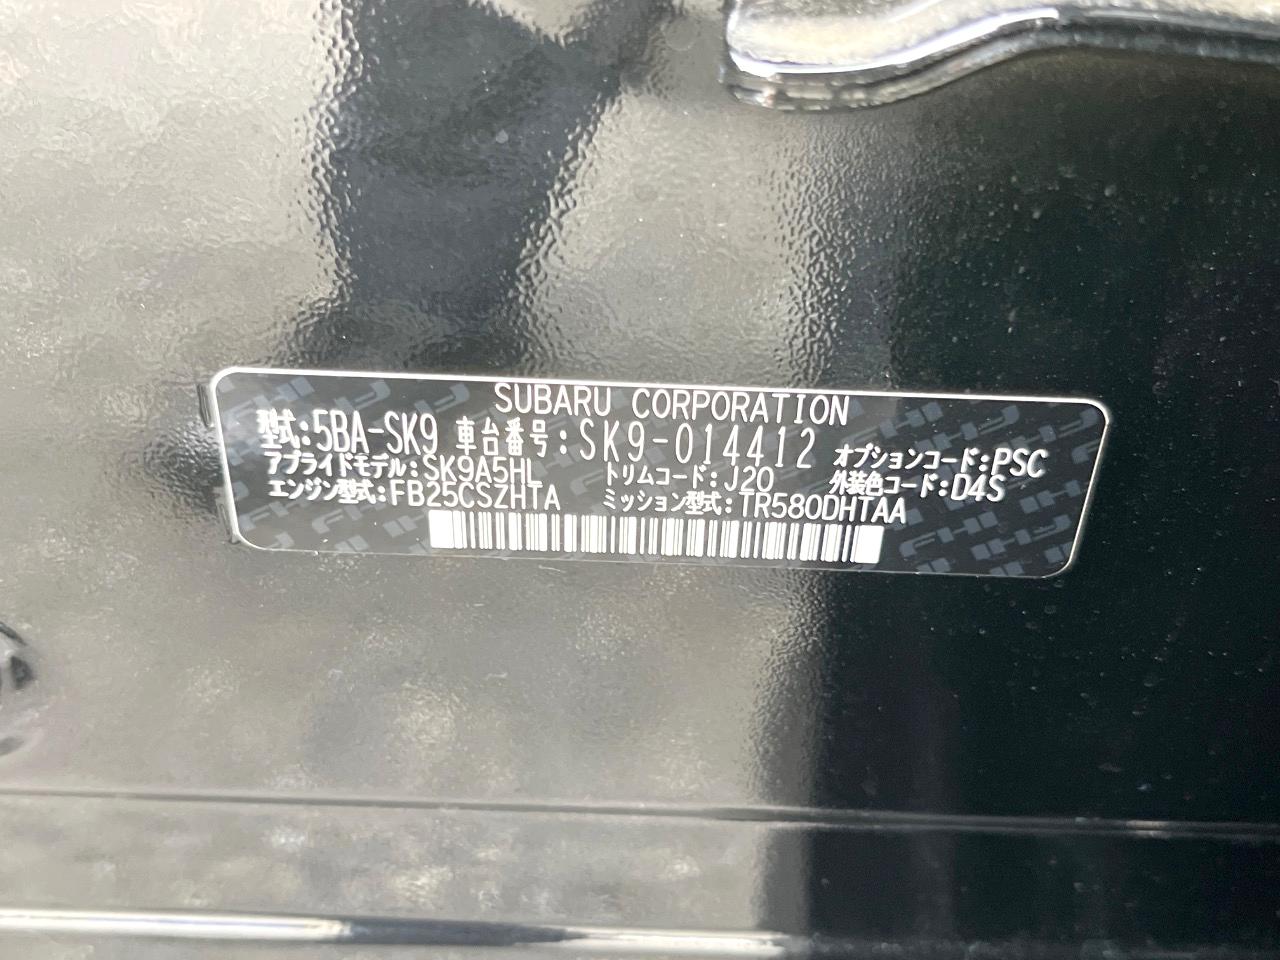 SUBARU CORPORATION
型式:5BA-SK9 車台番号:SK9-014412 オプションコード:PSC
アプライドモデル:SK9A5HL トリムコード:J20 外装色コード:D4S
エンジン型式:FB25CSZHTA ミッション型式:TR580DHTAA